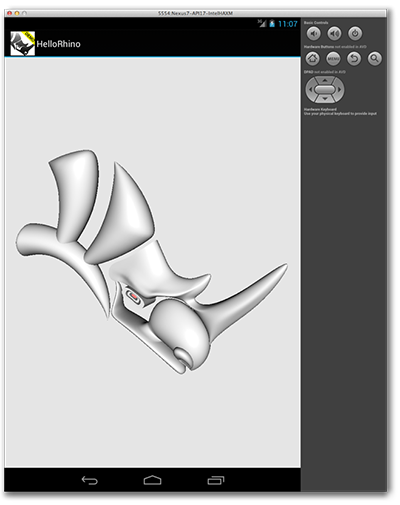 5554:Nexus7-API17-IntelHAXM
11:07
HelloRhino
Basic Controls
Hardware Buttons not enabled in AVD
MENU
DPAD not enabled in AVD
Hardware Keyboard
Use your physical keyboard to provide input